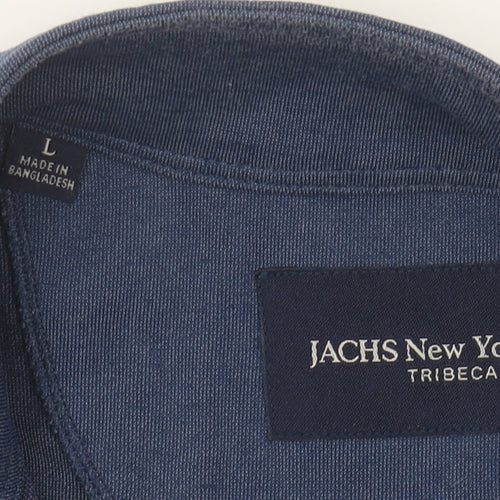 L
MADE IN
BANGLADESH
JACHS New Yo
TRIBECA